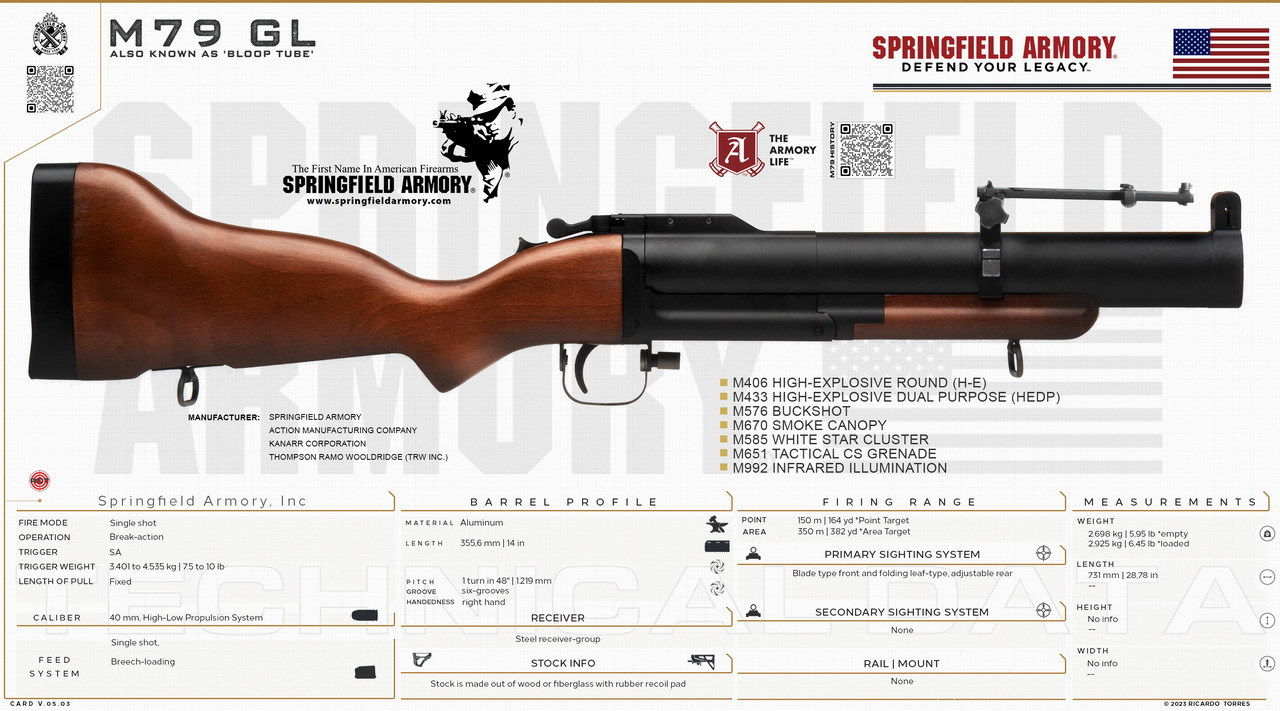 M79 GL
ALSO KNOWN AS 'BLOOP TUBE'
SPRINGFIELD ARMORY®
DEFEND YOUR LEGACY™
SPRINGFIELD
ARMORY
The First Name In American Firearms
SPRINGFIELD ARMORY®
www.springfieldarmory.com
A
THE
ARMORY
LIFE™
M79 HISTORY
MANUFACTURER: SPRINGFIELD ARMORY
ACTION MANUFACTURING COMPANY
KANARR CORPORATION
THOMPSON RAMO WOOLDRIDGE (TRW INC.)
M406 HIGH-EXPLOSIVE ROUND (H-E)
M433 HIGH-EXPLOSIVE DUAL PURPOSE (HEDP)
M576 BUCKSHOT
M670 SMOKE CANOPY
M585 WHITE STAR CLUSTER
M651 TACTICAL CS GRENADE
M992 INFRARED ILLUMINATION
TECHNICAL DATA
Springfield Armory, Inc
FIRE MODE Single shot
OPERATION Break-action
TRIGGER SA
TRIGGER WEIGHT 3.401 to 4.535 kg | 7.5 to 10 lb
LENGTH OF PULL Fixed
CALIBER 40 mm, High-Low Propulsion System
FEED
SYSTEM
Single shot,
Breech-loading
BARREL PROFILE
MATERIAL Aluminum
LENGTH 355,6 mm | 14 in
PITCH 1 turn in 48" | 1.219 mm
GROOVE six-grooves
HANDEDNESS right hand
RECEIVER
Steel receiver-group
STOCK INFO
Stock is made out of wood or fiberglass with rubber recoil pad
FIRING RANGE
POINT 150 m | 164 yd *Point Target
AREA 350 m | 382 yd *Area Target
PRIMARY SIGHTING SYSTEM
Blade type front and folding leaf-type, adjustable rear
SECONDARY SIGHTING SYSTEM
None
RAIL | MOUNT
None
MEASUREMENTS
WEIGHT
2.698 kg | 5,95 lb *empty
2,925 kg | 6.45 lb *loaded
LENGTH
731 mm | 28,78 in
--
HEIGHT
No info
--
WIDTH
No info
--
CARD V.05.03
© 2023 RICARDO TORRES